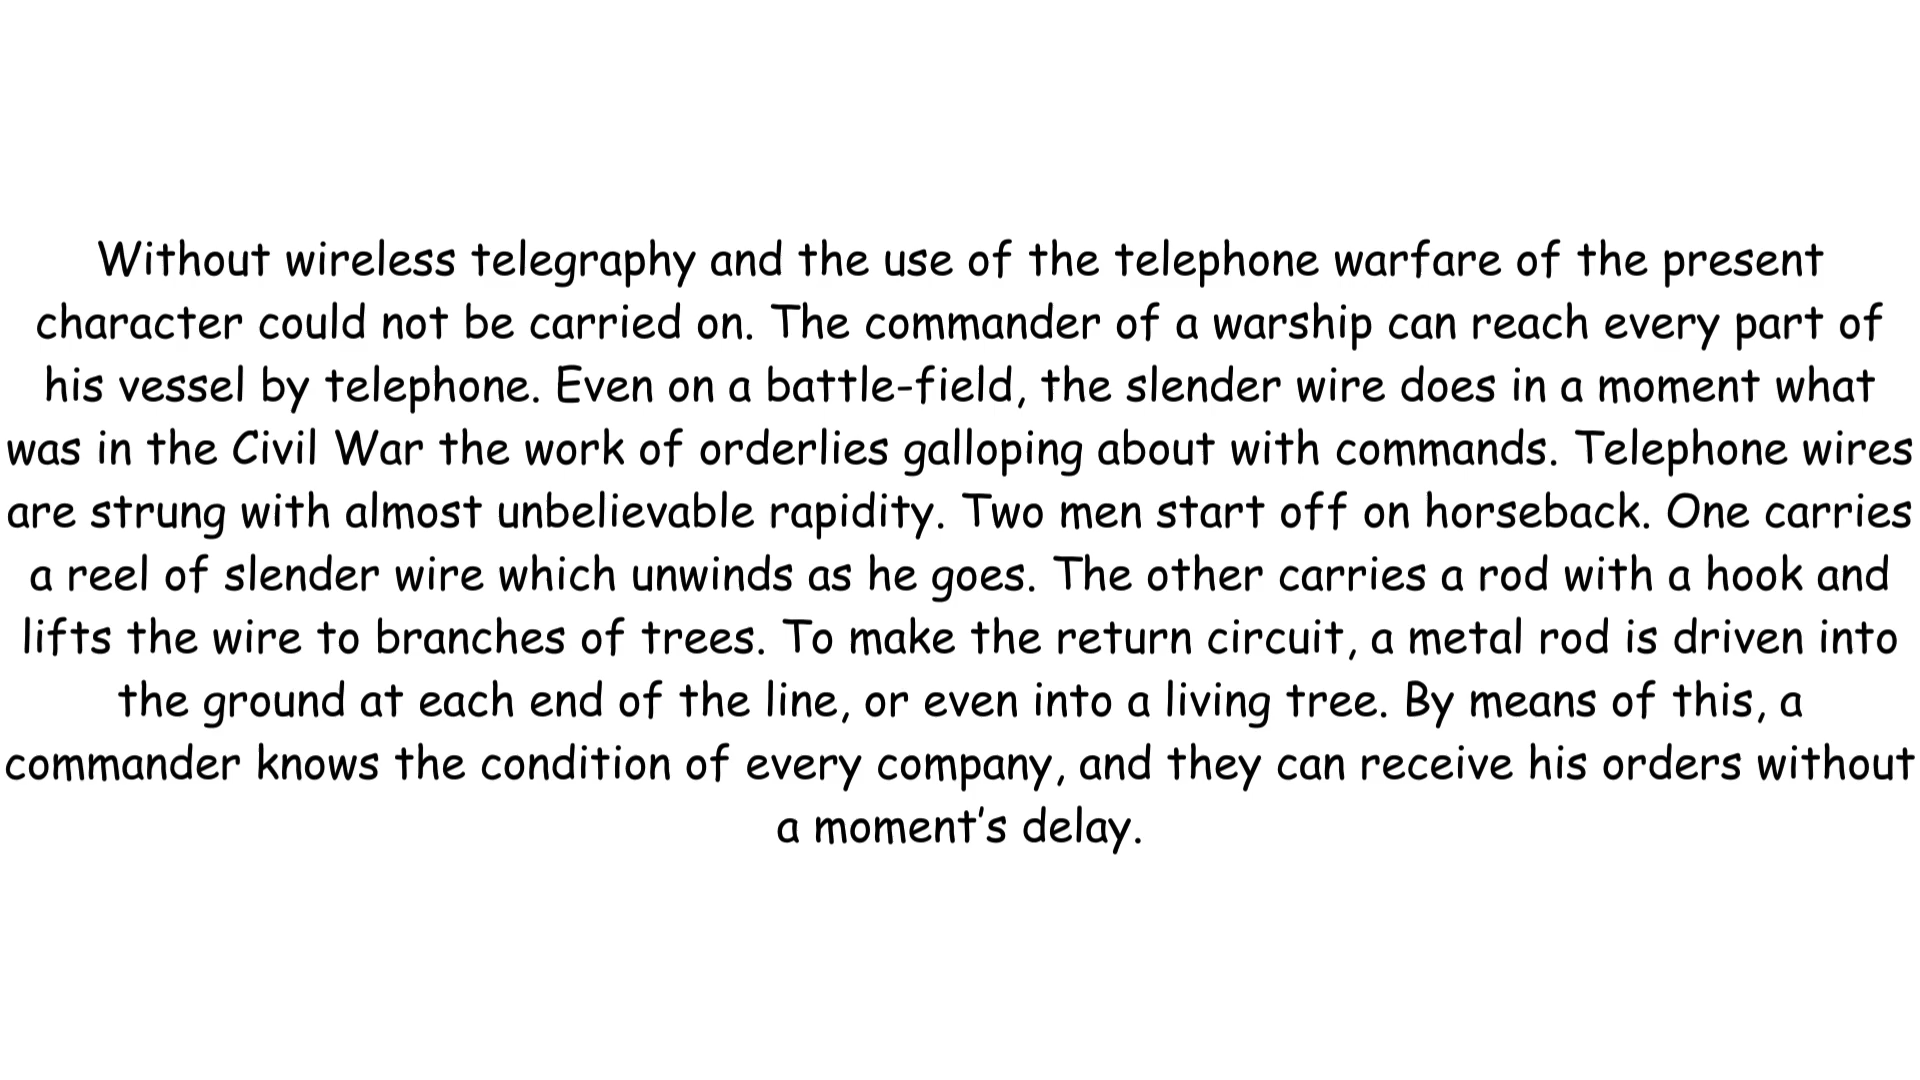 Without wireless telegraphy and the use of the telephone warfare of the present
character could not be carried on. The commander of a warship can reach every part of
his vessel by telephone. Even on a battle-field, the slender wire does in a moment what
was in the Civil War the work of orderlies galloping about with commands. Telephone wires
are strung with almost unbelievable rapidity. Two men start off on horseback. One carries
a reel of slender wire which unwinds as he goes. The other carries a rod with a hook and
lifts the wire to branches of trees. To make the return circuit, a metal rod is driven into
the ground at each end of the line, or even into a living tree. By means of this, a
commander knows the condition of every company, and they can receive his orders without
a moment’s delay.